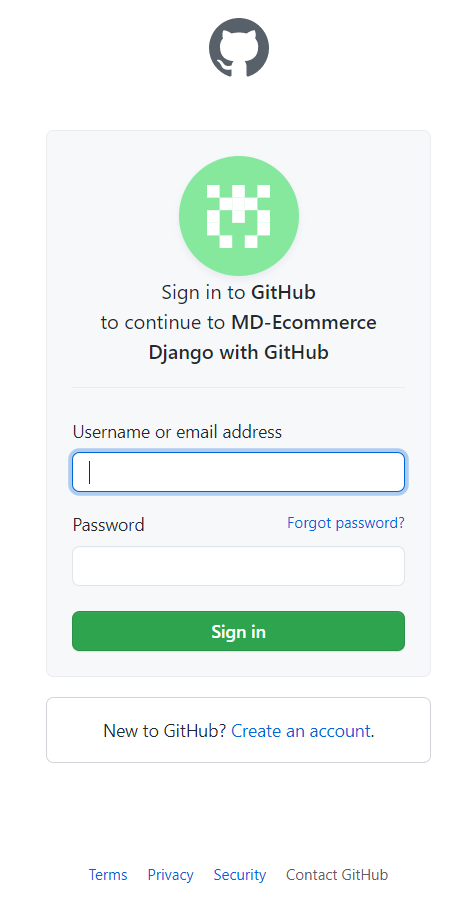 Sign in to GitHub
to continue to MD-Ecommerce
Django with GitHub
Username or email address
Password Forgot password?
Sign in
New to GitHub? Create an account.
Terms Privacy Security Contact GitHub